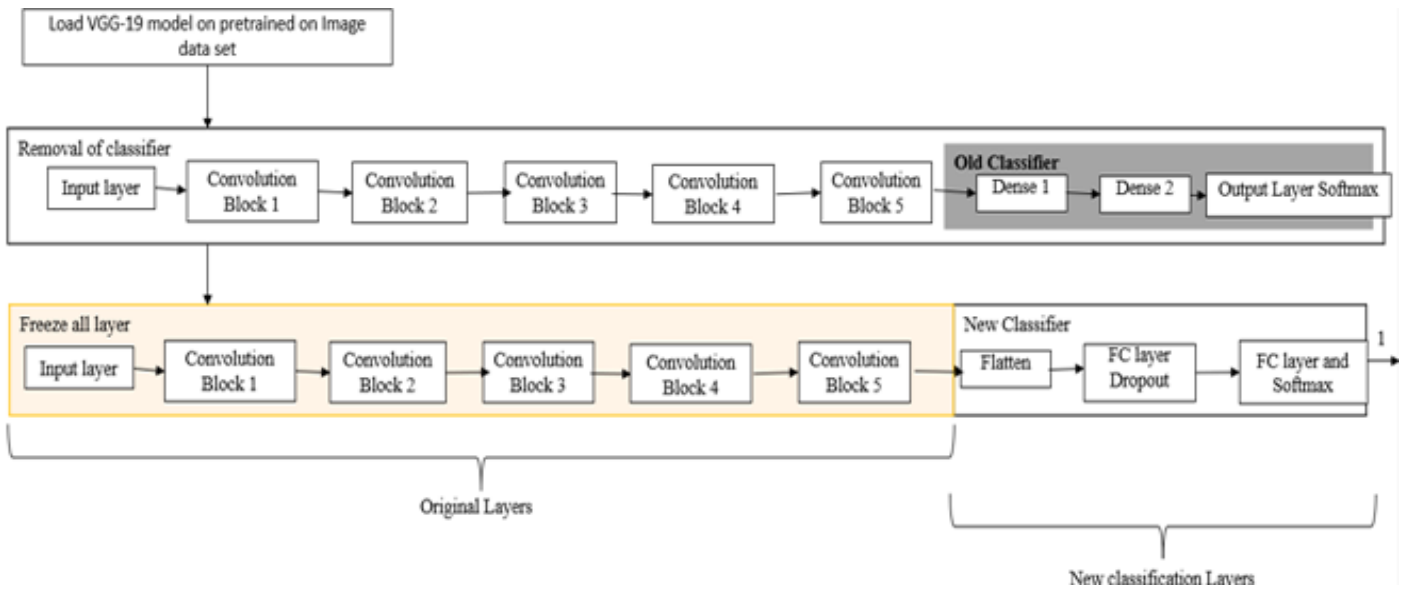 Load VGG-19 model on pretrained on Image
data set
Removal of classifier
Input layer
Convolution
Block 1
Convolution
Block 2
Convolution
Block 3
Convolution
Block 4
Convolution
Block 5
Old Classifier
Dense 1
Dense 2
Output Layer Softmax
Freeze all layer
Input layer
Convolution
Block 1
Convolution
Block 2
Convolution
Block 3
Convolution
Block 4
Convolution
Block 5
New Classifier
Flatten
FC layer
Dropout
FC layer and
Softmax
1
Original Layers
New classification Layers